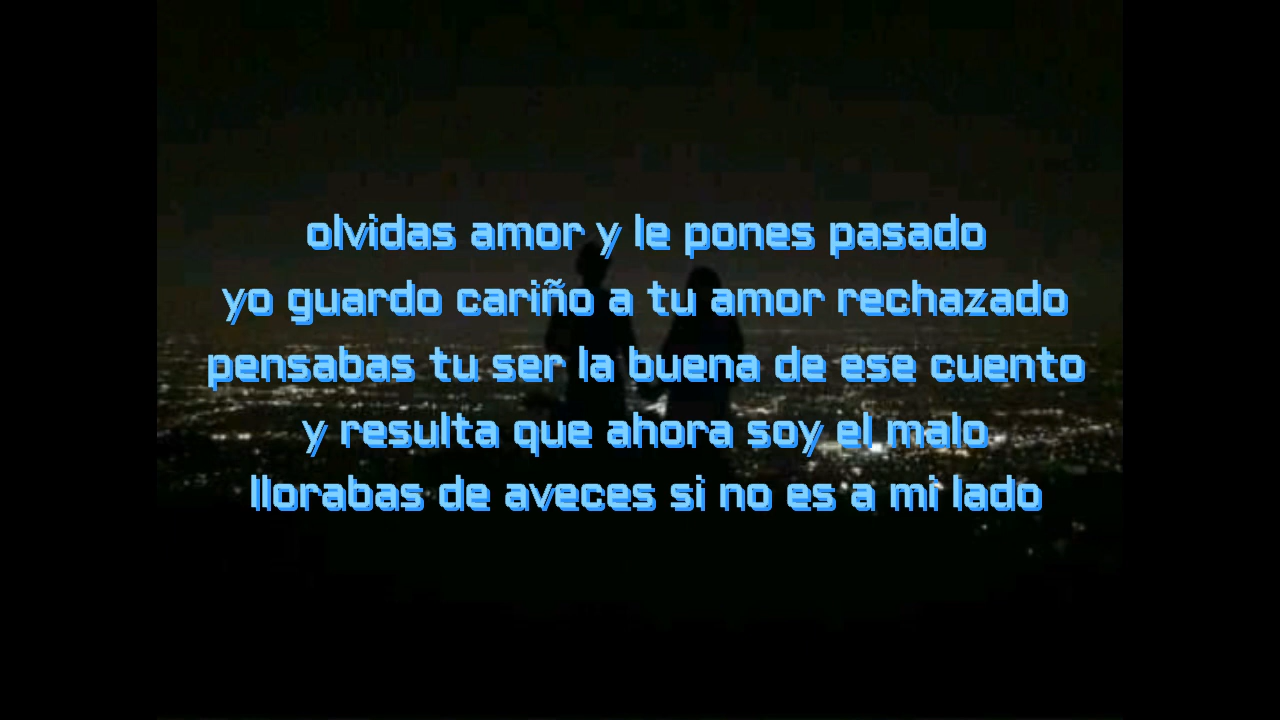 olvidas amor y le pones pasado
yo guardo cariño a tu amor rechazado
pensabas tu ser la buena de ese cuento
y resulta que ahora soy el malo
llorabas de aveces si no es a mi lado